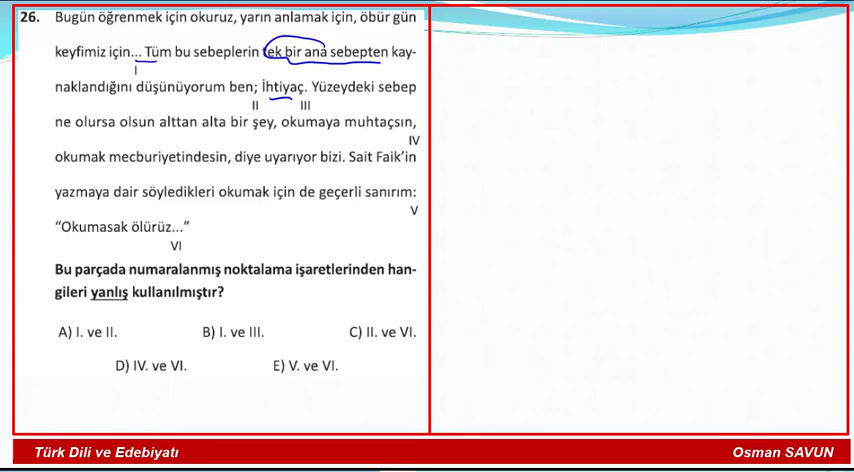 26. Bugün öğrenmek için okuruz, yarın anlamak için, öbür gün
keyfimiz için... Tüm bu sebeplerin tek bir ana sebepten kay-
I
naklandığını düşünüyorum ben; İhtiyaç. Yüzeydeki sebep
II III
ne olursa olsun alttan alta bir şey, okumaya muhtaçsın,
IV
okumak mecburiyetindesin, diye uyarıyor bizi. Sait Faik'in
yazmaya dair söyledikleri okumak için de geçerli sanırım:
V
“Okumasak ölürüz...”
VI
Bu parçada numaralanmış noktalama işaretlerinden han-
gileri yanlış kullanılmıştır?
A) I. ve II. B) I. ve III. C) II. ve VI.
D) IV. ve VI. E) V. ve VI.
Türk Dili ve Edebiyatı Osman SAVUN